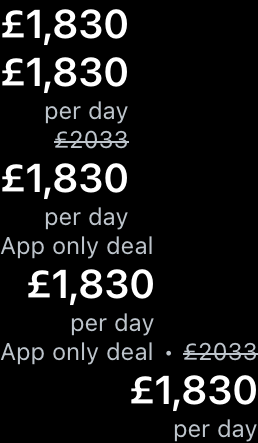 £1,830
£1,830
per day
£2033
£1,830
per day
App only deal
£1,830
per day
App only deal • £2033
£1,830
per day